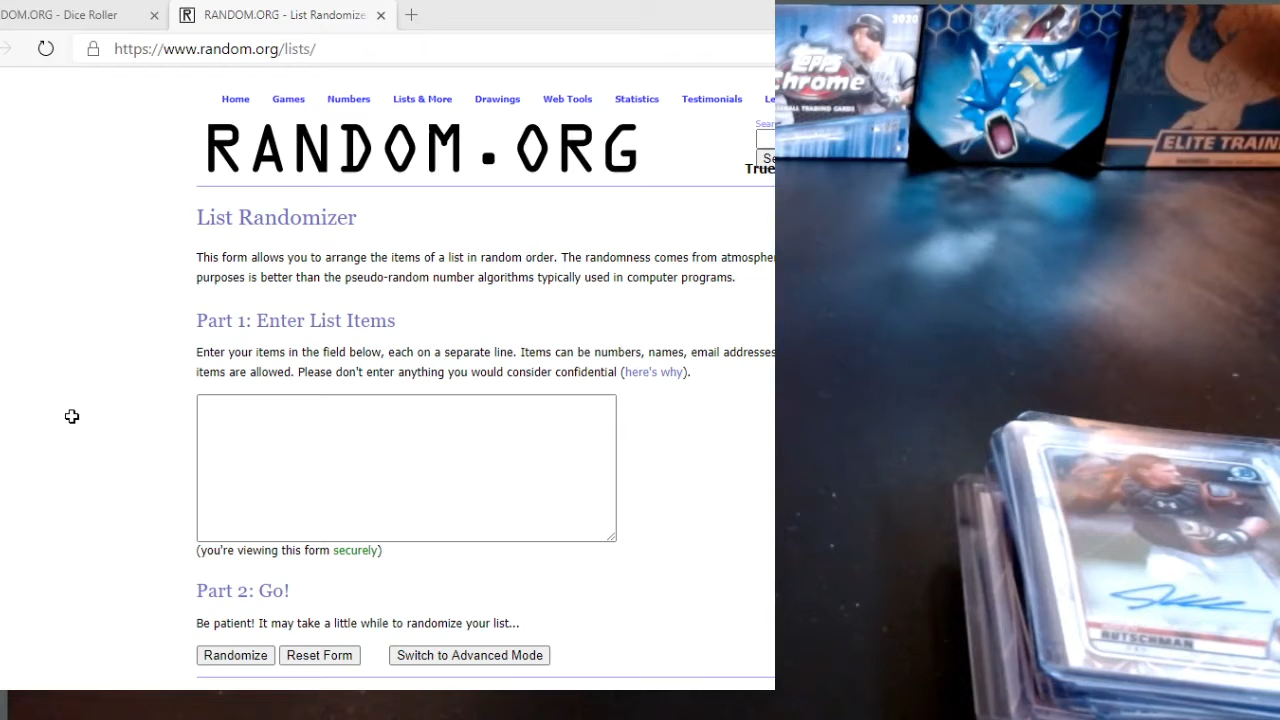 DOM.ORG - Dice Roller
RANDOM.ORG - List Randomize
https://www.random.org/lists/
Home Games Numbers Lists & More Drawings Web Tools Statistics Testimonials Le
Sear
RANDOM.ORG
Se
True
List Randomizer
This form allows you to arrange the items of a list in random order. The randomness comes from atmospher
purposes is better than the pseudo-random number algorithms typically used in computer programs.
Part 1: Enter List Items
Enter your items in the field below, each on a separate line. Items can be numbers, names, email addresses
items are allowed. Please don't enter anything you would consider confidential (here's why).
(you're viewing this form securely)
Part 2: Go!
Be patient! It may take a little while to randomize your list...
Randomize Reset Form Switch to Advanced Mode
2020
Topps
Chrome
BASEBALL TRADING CARDS
ELITE TRAIN
RUTSCHMAN